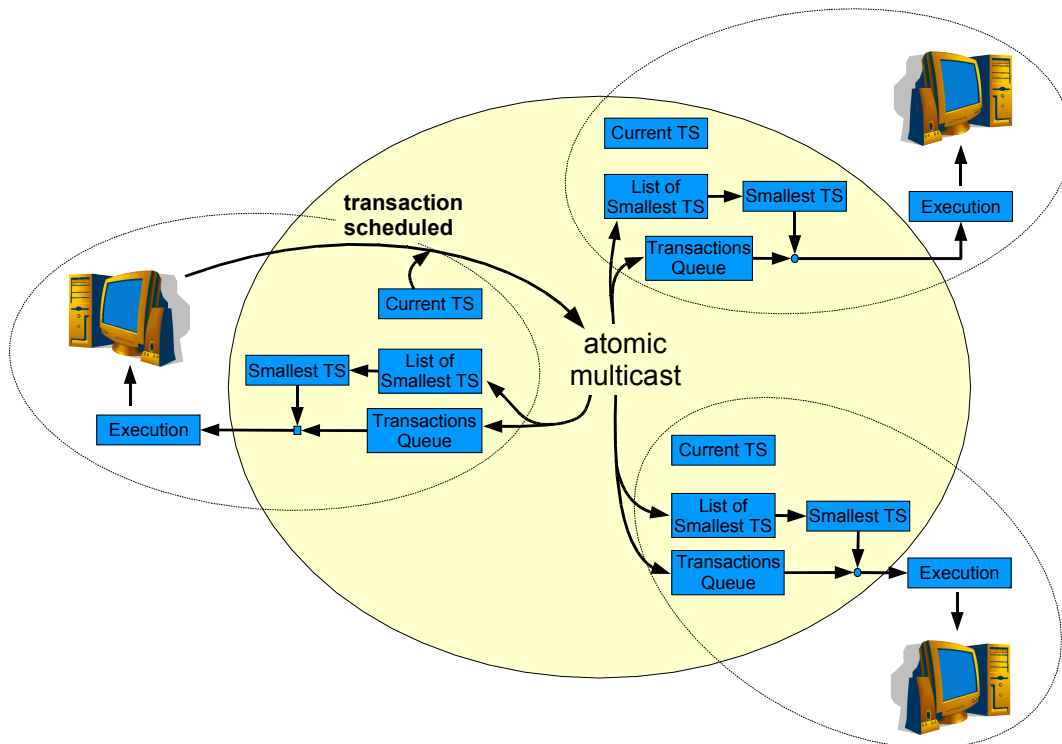 Current TS
List of
Smallest TS
Smallest TS
Execution
Transactions
Queue
transaction
scheduled
Current TS
atomic
multicast
Smallest TS
List of
Smallest TS
Execution
Transactions
Queue
Current TS
List of
Smallest TS
Smallest TS
Transactions
Queue
Execution